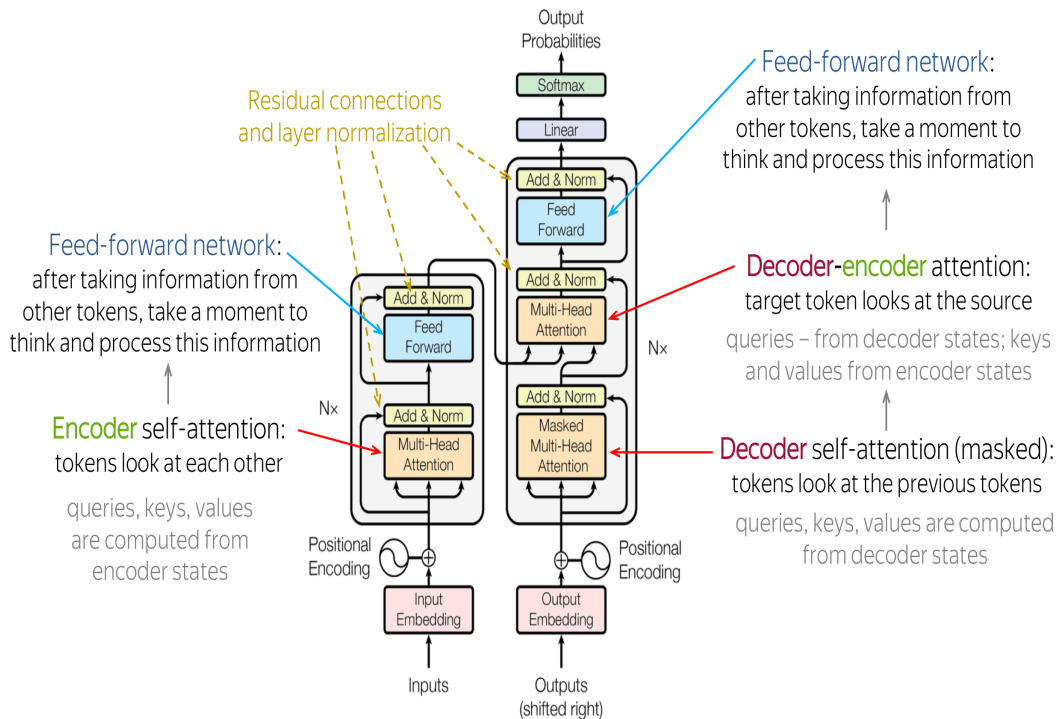 Output
Probabilities
Softmax
Linear
Add & Norm
Feed
Forward
Add & Norm
Multi-Head
Attention
Nx
Add & Norm
Masked
Multi-Head
Attention
Positional
Encoding
Output
Embedding
Outputs
(shifted right)
Add & Norm
Feed
Forward
Nx
Add & Norm
Multi-Head
Attention
Positional
Encoding
Input
Embedding
Inputs
Residual connections
and layer normalization
Feed-forward network:
after taking information from
other tokens, take a moment to
think and process this information
Encoder self-attention:
tokens look at each other
queries, keys, values
are computed from
encoder states
Feed-forward network:
after taking information from
other tokens, take a moment to
think and process this information
Decoder-encoder attention:
target token looks at the source
queries – from decoder states; keys
and values from encoder states
Decoder self-attention (masked):
tokens look at the previous tokens
queries, keys, values are computed
from decoder states